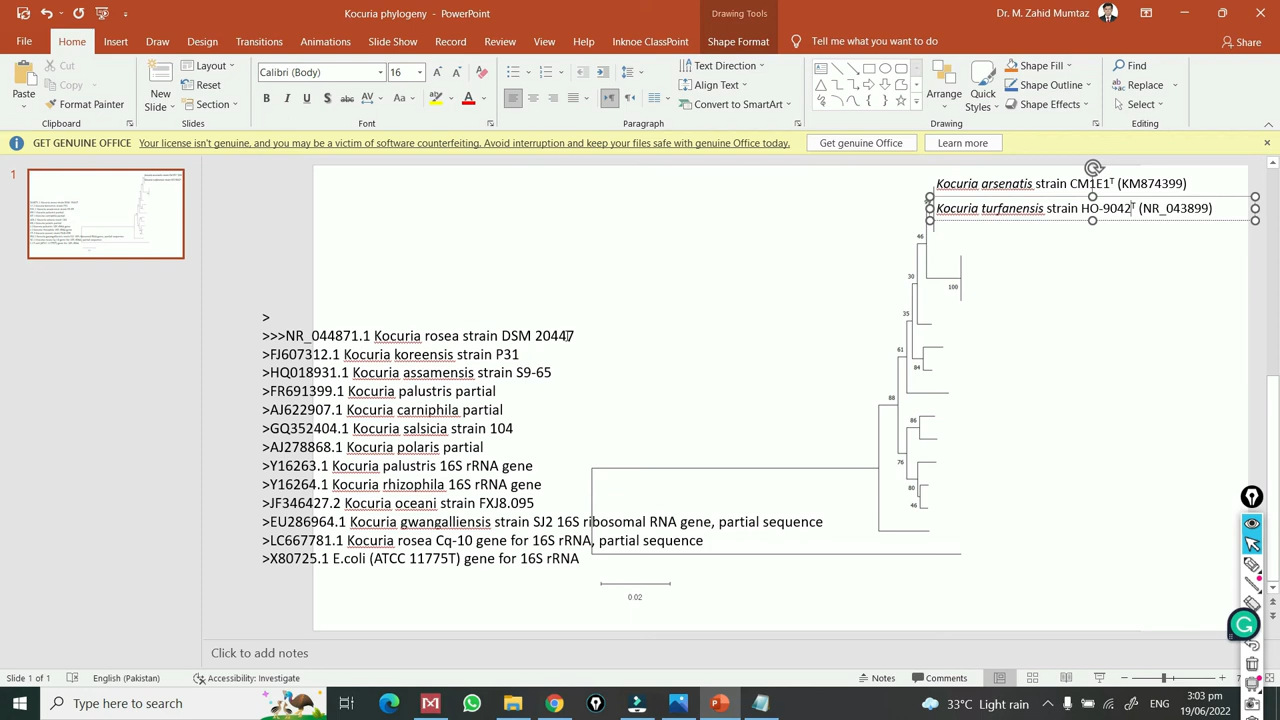 Drawing Tools
Dr. M. Zahid Mumtaz
File Home Insert Draw Design Transitions Animations Slide Show Record Review View Help Inknoe ClassPoint Shape Format Tell me what you want to do Share
Paste
Cut
Copy
Format Painter
New Slide
Layout
Reset
Section
Calibri (Body) 16
Text Direction
Align Text
Convert to SmartArt
Arrange
Quick Styles
Shape Fill
Shape Outline
Shape Effects
Find
Replace
Select
Clipboard Slides Font Paragraph Drawing Editing
GET GENUINE OFFICE Your license isn't genuine, and you may be a victim of software counterfeiting. Avoid interruption and keep your files safe with genuine Office today. Get genuine Office Learn more
1
Kocuria arsenatis strain CM1E1ᵀ (KM874399)
Kocuria turfanensis strain HO-9042ᵀ (NR_043899)
46
30
100
35
61
84
88
86
76
80
46
>
>>>NR_044871.1 Kocuria rosea strain DSM 20447
>FJ607312.1 Kocuria koreensis strain P31
>HQ018931.1 Kocuria assamensis strain S9-65
>FR691399.1 Kocuria palustris partial
>AJ622907.1 Kocuria carniphila partial
>GQ352404.1 Kocuria salsicia strain 104
>AJ278868.1 Kocuria polaris partial
>Y16263.1 Kocuria palustris 16S rRNA gene
>Y16264.1 Kocuria rhizophila 16S rRNA gene
>JF346427.2 Kocuria oceani strain FXJ8.095
>EU286964.1 Kocuria gwangalliensis strain SJ2 16S ribosomal RNA gene, partial sequence
>LC667781.1 Kocuria rosea Cq-10 gene for 16S rRNA, partial sequence
>X80725.1 E.coli (ATCC 11775T) gene for 16S rRNA
0.02
Click to add notes
Slide 1 of 1 English (Pakistan) Accessibility: Investigate Notes Comments
Type here to search
33°C Light rain
ENG
3:03 pm
19/06/2022